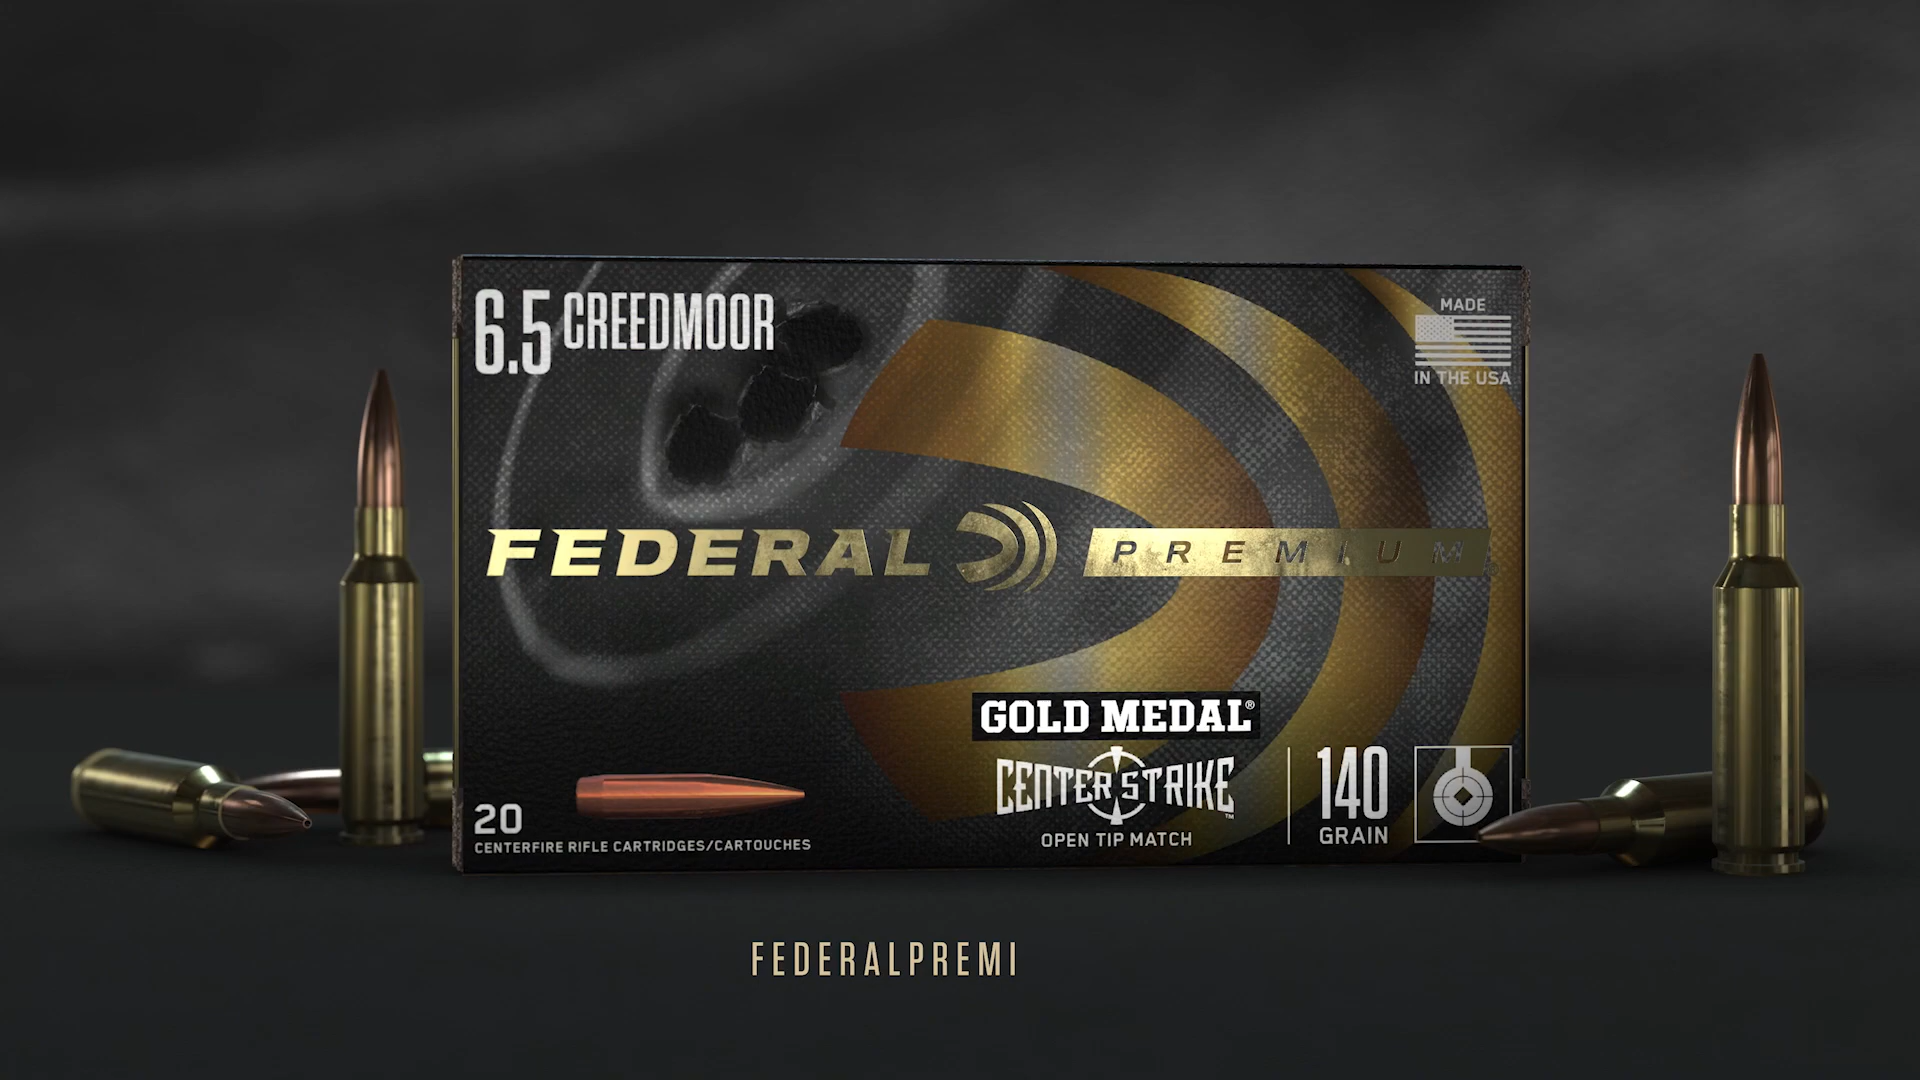 6.5 CREEDMOOR
MADE
IN THE USA
FEDERAL PREMIUM
GOLD MEDAL®
CENTER STRIKE™
OPEN TIP MATCH
140
GRAIN
20
CENTERFIRE RIFLE CARTRIDGES/CARTOUCHES
FEDERALPREMI